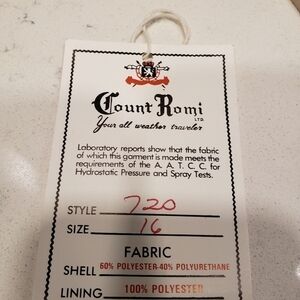 Count Romi
LTD.
Your all weather traveler
Laboratory reports show that the fabric
of which this garment is made meets the
requirements of the A. A. T. C. C. for
Hydrostatic Pressure and Spray Tests.
STYLE 720
SIZE 16
FABRIC
SHELL 60% POLYESTER-40% POLYURETHANE
LINING 100% POLYESTER